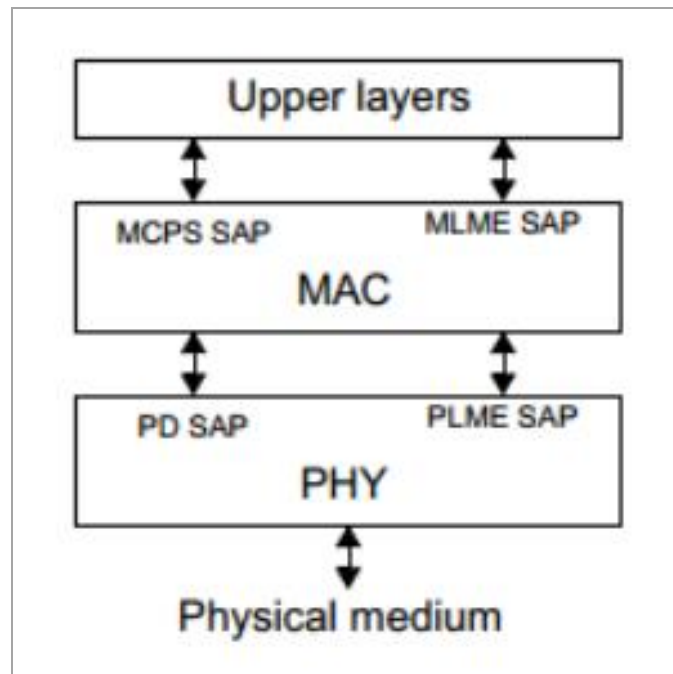 Upper layers
MCPS SAP
MLME SAP
MAC
PD SAP
PLME SAP
PHY
Physical medium